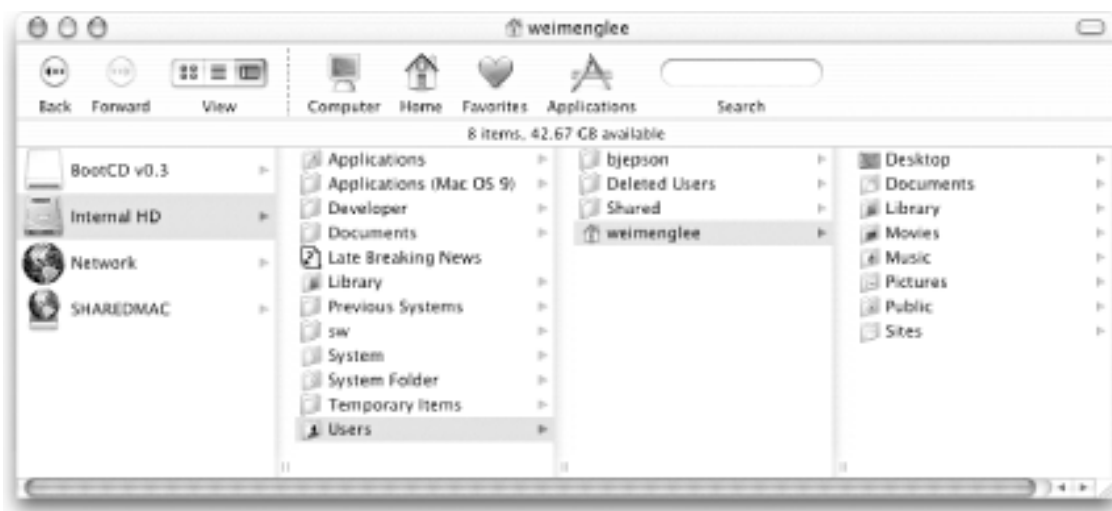 weimenglee
Back Forward View Computer Home Favorites Applications Search
8 items, 42.67 GB available
BootCD v0.3
Internal HD
Network
SHAREDMAC
Applications
Applications (Mac OS 9)
Developer
Documents
Late Breaking News
Library
Previous Systems
sw
System
System Folder
Temporary Items
Users
bjepson
Deleted Users
Shared
weimenglee
Desktop
Documents
Library
Movies
Music
Pictures
Public
Sites